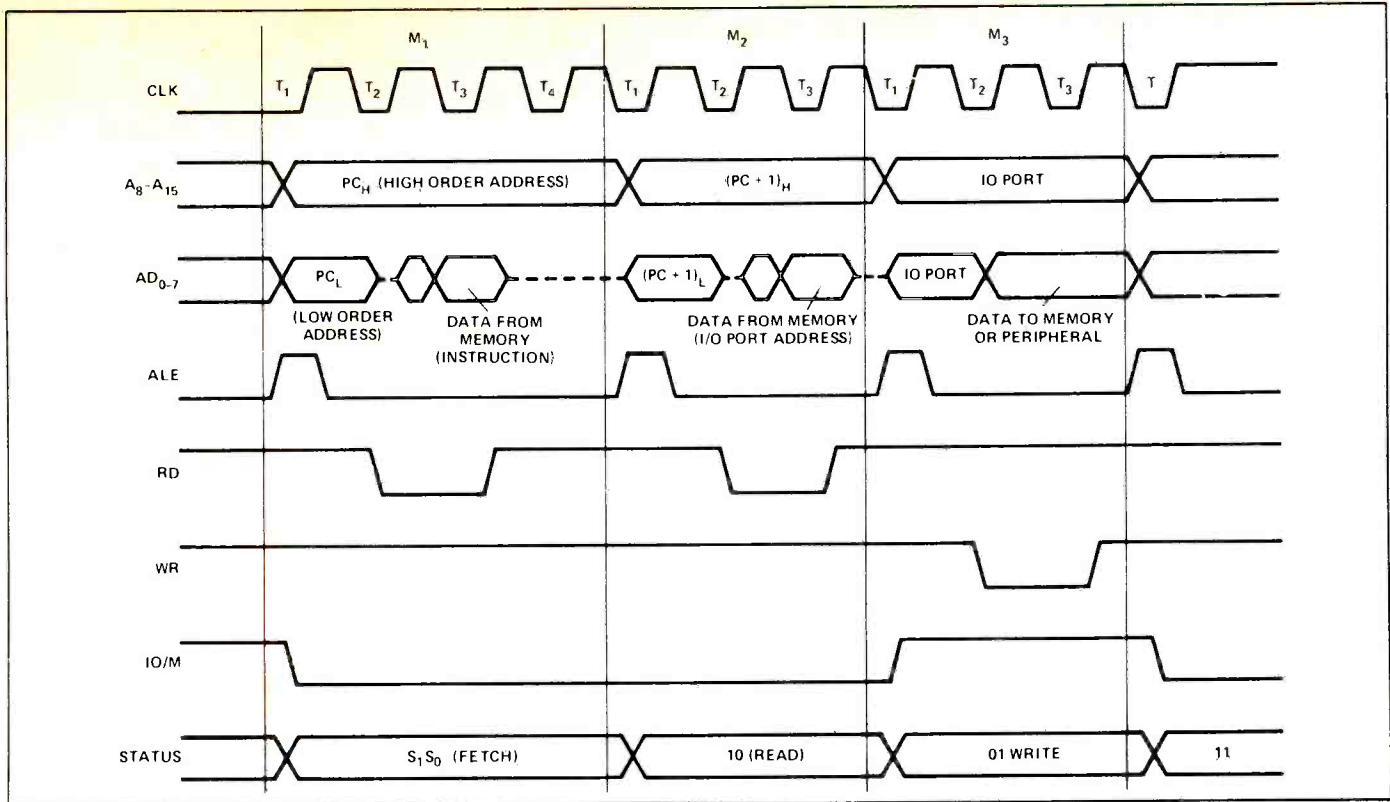 M1 M2 M3
CLK T1 T2 T3 T4 T1 T2 T3 T1 T2 T3 T
A8-A15 PCH (HIGH ORDER ADDRESS) (PC + 1)H IO PORT
AD0-7 PCL (PC + 1)L IO PORT
(LOW ORDER
ADDRESS)
DATA FROM
MEMORY
(INSTRUCTION)
DATA FROM MEMORY
(I/O PORT ADDRESS)
DATA TO MEMORY
OR PERIPHERAL
ALE
RD
WR
IO/M
STATUS S1S0 (FETCH) 10 (READ) 01 WRITE 11